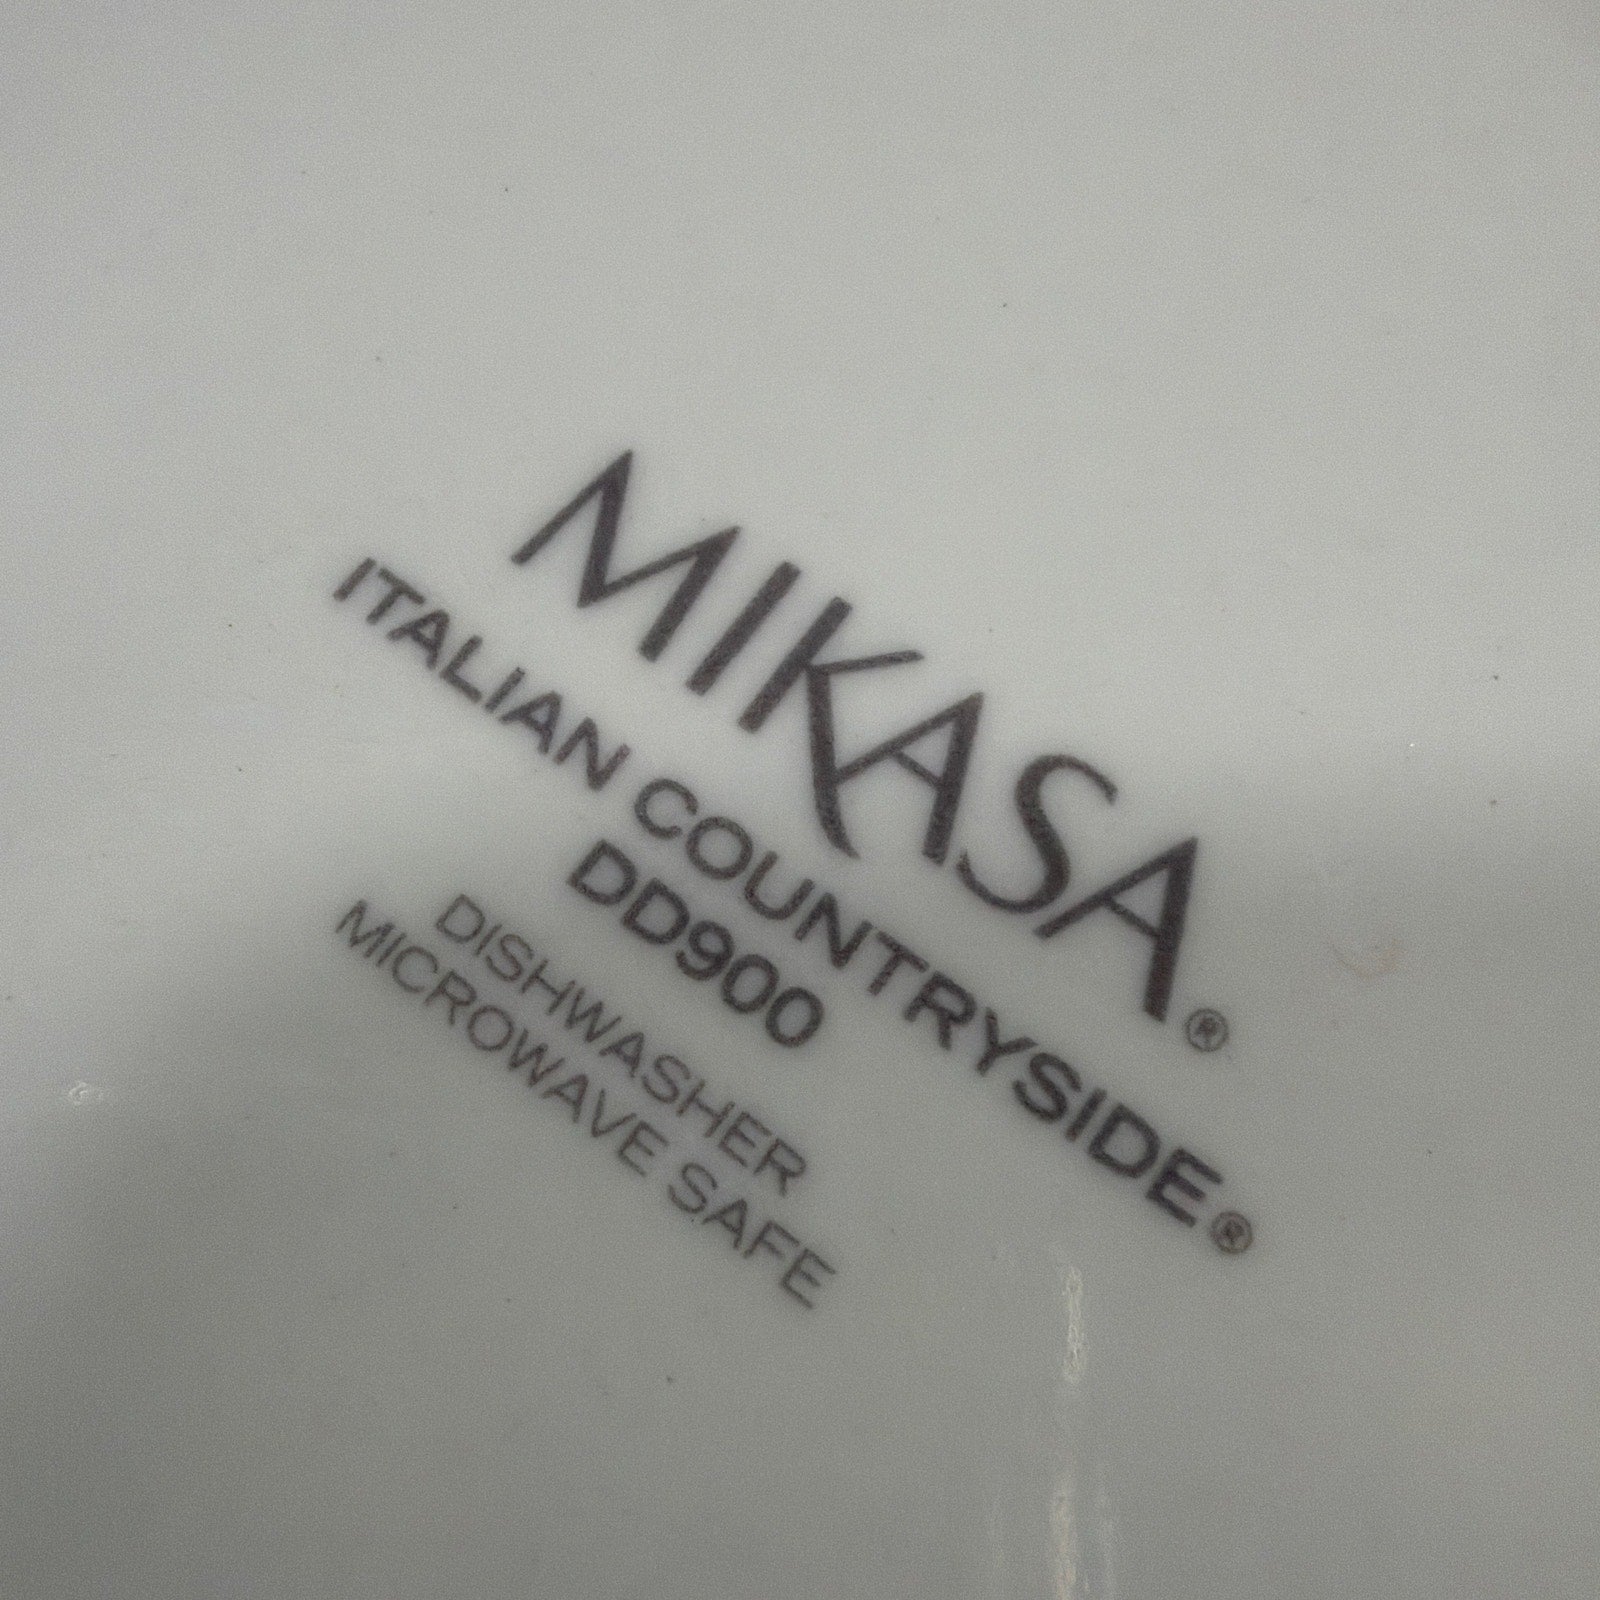 MIKASA®
ITALIAN COUNTRYSIDE®
DD900
DISHWASHER
MICROWAVE SAFE